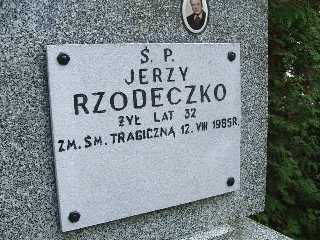 Ś. P.
JERZY
RZODECZKO
ŻYŁ LAT 32
ZM. ŚM. TRAGICZNĄ 12. VIII 1985R.